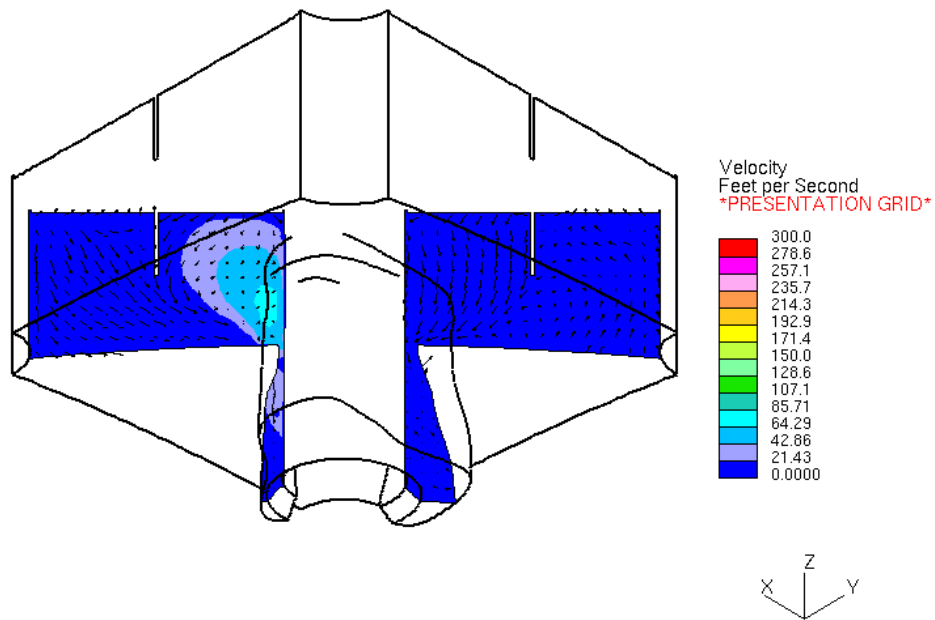 Velocity
Feet per Second
*PRESENTATION GRID*
300.0
278.6
257.1
235.7
214.3
192.9
171.4
150.0
128.6
107.1
85.71
64.29
42.86
21.43
0.0000
Z
X
Y